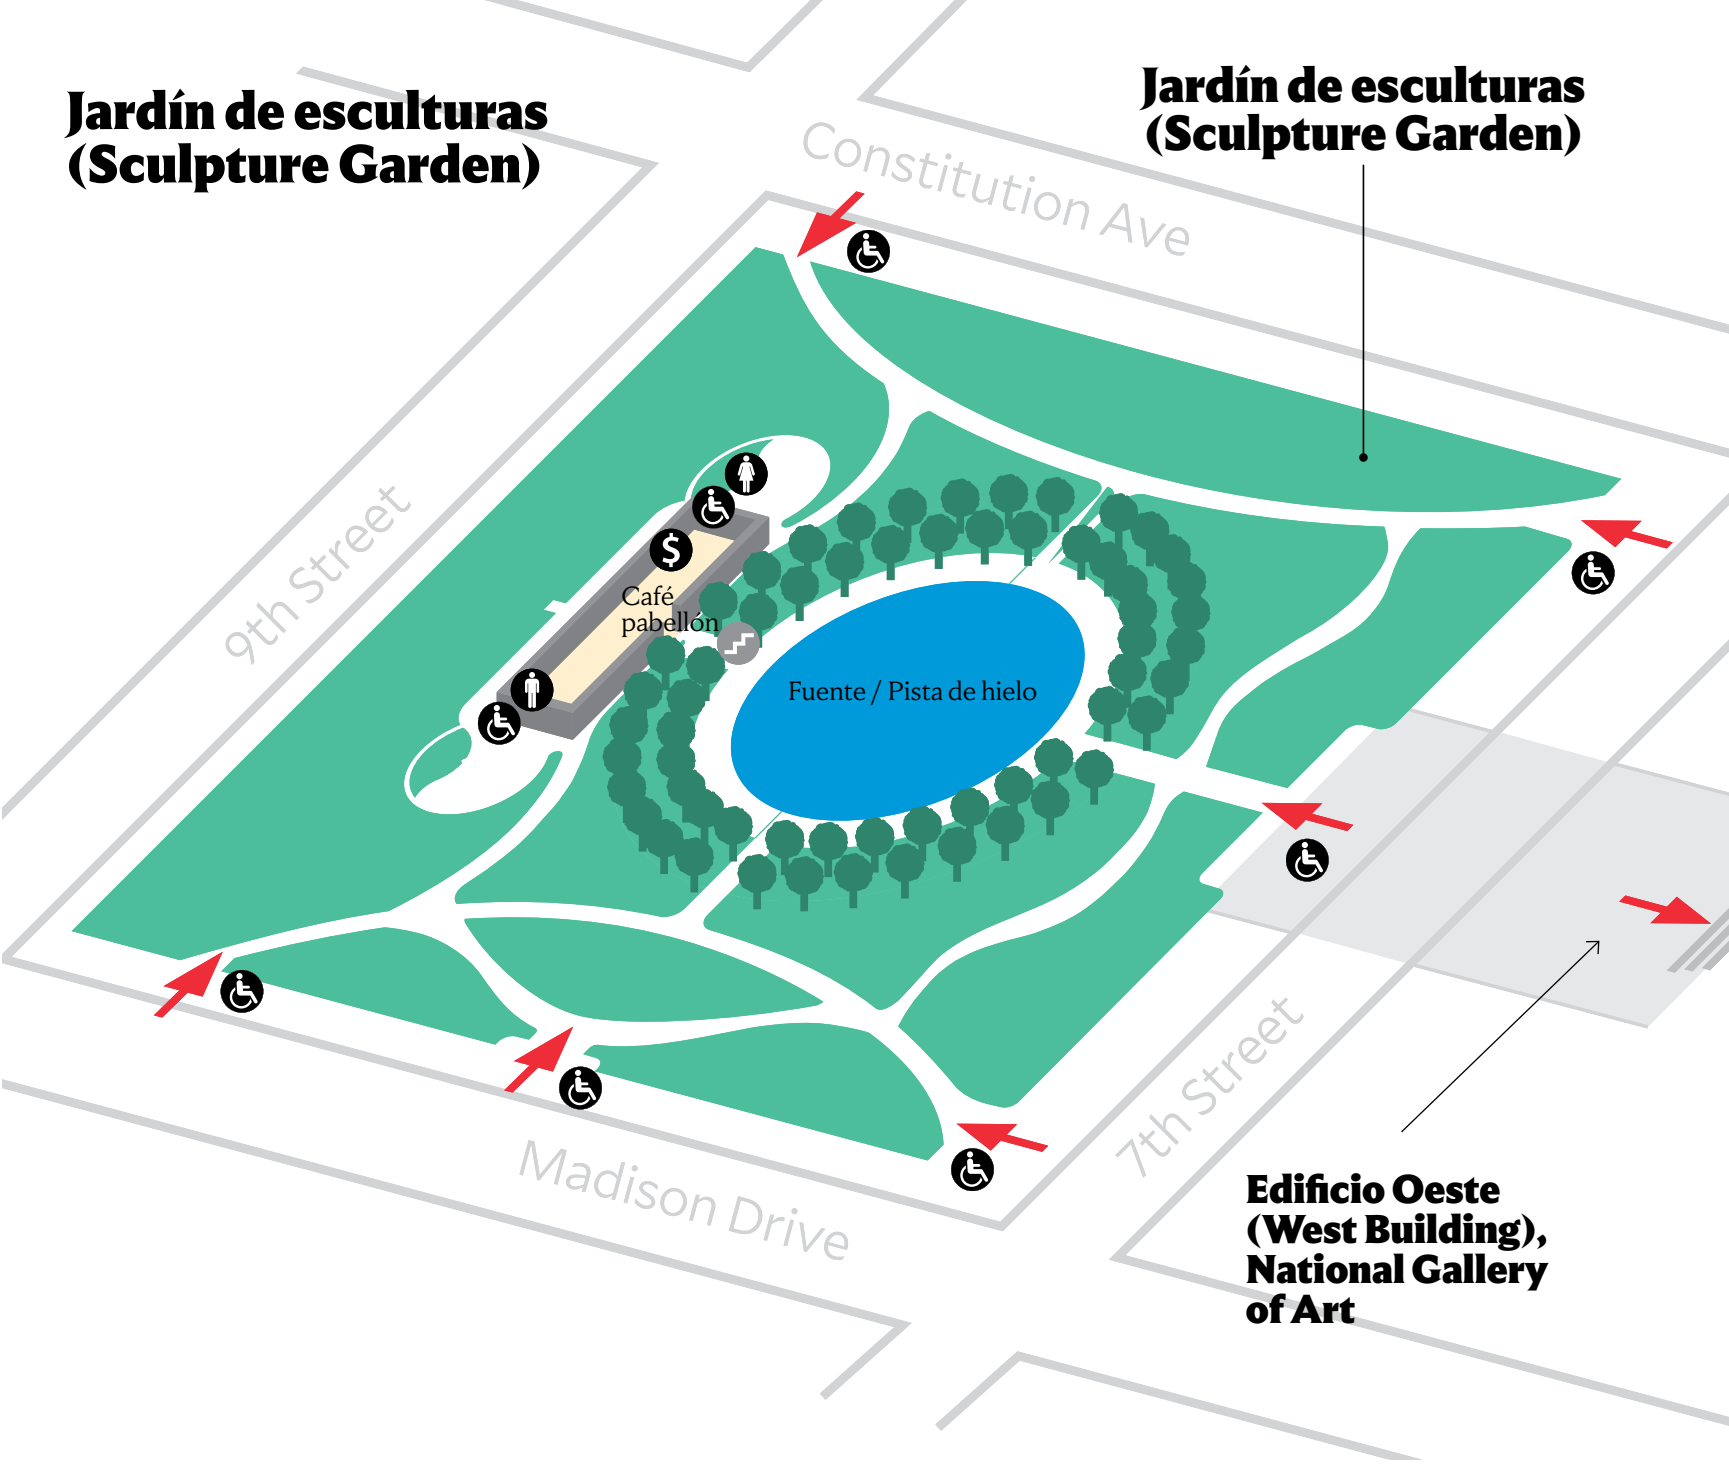 Jardín de esculturas
(Sculpture Garden)
Jardín de esculturas
(Sculpture Garden)
Constitution Ave
9th Street
$
Café
pabellón
Fuente / Pista de hielo
7th Street
Madison Drive
Edificio Oeste
(West Building),
National Gallery
of Art